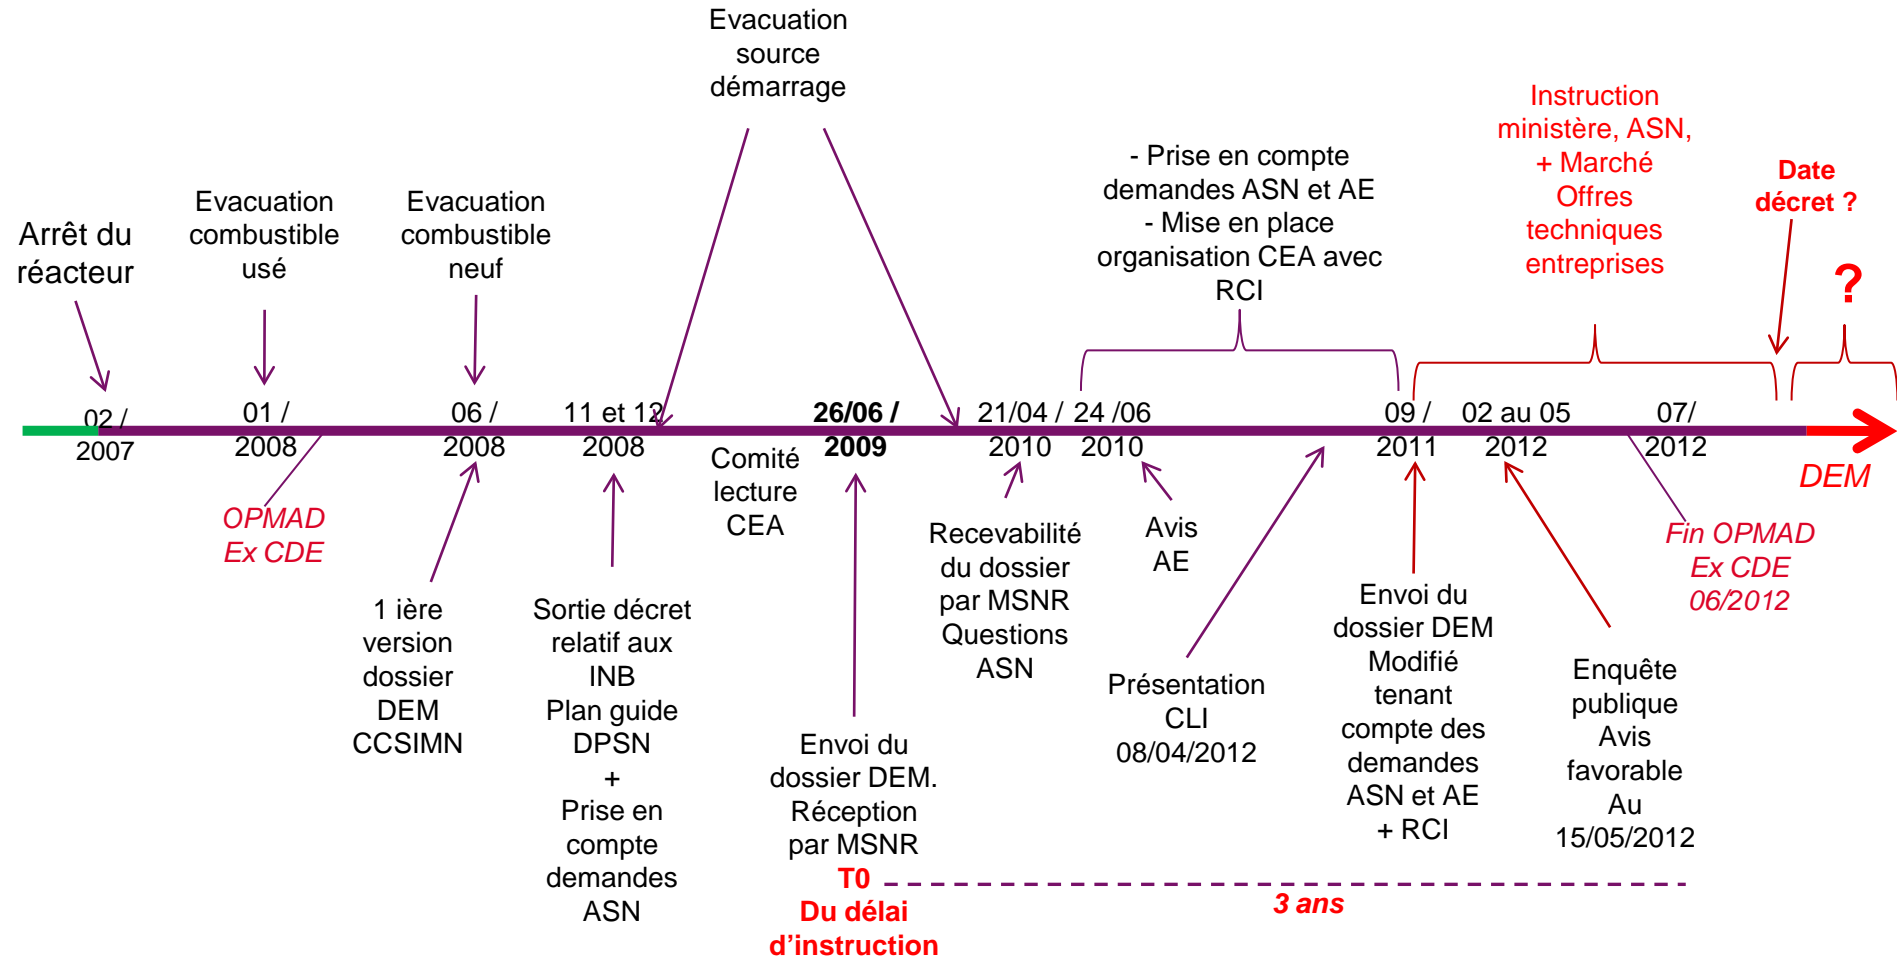 Evacuation
source
démarrage
Instruction
ministère, ASN,
+ Marché
Offres
techniques
entreprises
- Prise en compte
demandes ASN et AE
- Mise en place
organisation CEA avec
RCI
Date
décret ?
Evacuation
combustible
usé
Evacuation
combustible
neuf
Arrêt du
réacteur
?
02 /
2007
01 /
2008
06 /
2008
11 et 12
2008
26/06 /
2009
21/04 /
2010
24 /06
2010
09 /
2011
02 au 05
2012
07/
2012
DEM
Comité
lecture
CEA
OPMAD
Ex CDE
Recevabilité
du dossier
par MSNR
Questions
ASN
Avis
AE
Fin OPMAD
Ex CDE
06/2012
1 ière
version
dossier
DEM
CCSIMN
Sortie décret
relatif aux
INB
Plan guide
DPSN
+
Prise en
compte
demandes
ASN
Envoi du
dossier DEM.
Réception
par MSNR
T0
Du délai
d’instruction
Présentation
CLI
08/04/2012
Envoi du
dossier DEM
Modifié
tenant
compte des
demandes
ASN et AE
+ RCI
Enquête
publique
Avis
favorable
Au
15/05/2012
3 ans